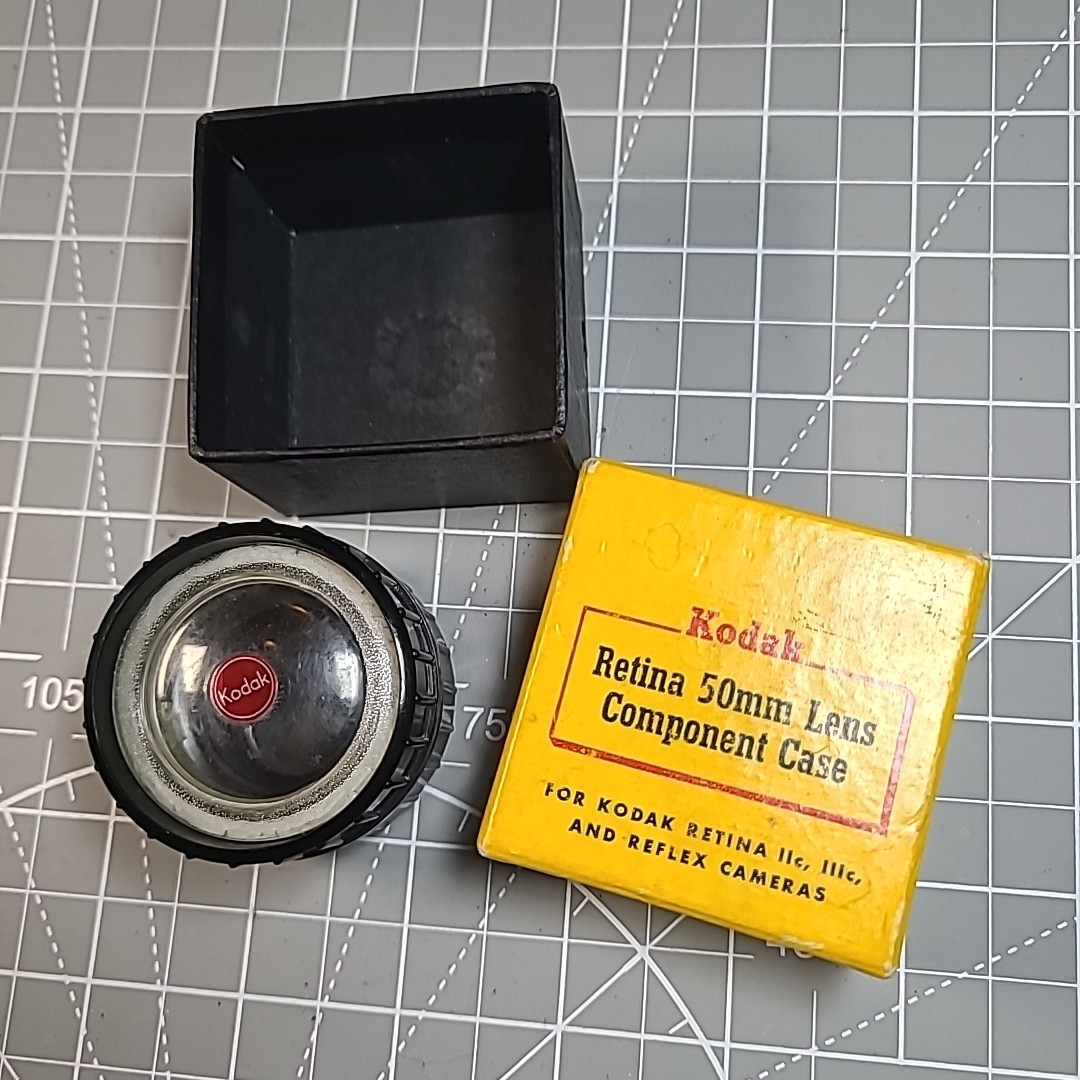 Kodak
Retina 50mm Lens
Component Case
FOR KODAK RETINA IIc, IIIc,
AND REFLEX CAMERAS
Kodak
105
75